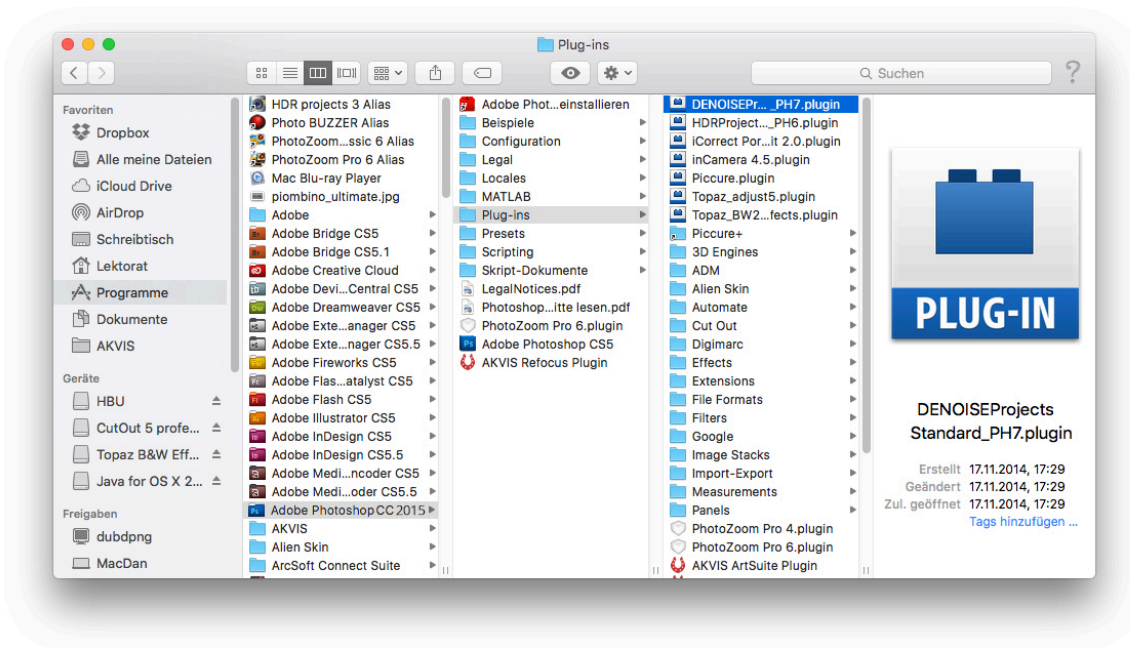 Plug-ins
Suchen
?
Favoriten
Dropbox
Alle meine Dateien
iCloud Drive
AirDrop
Schreibtisch
Lektorat
Programme
Dokumente
AKVIS
Geräte
HBU
CutOut 5 profe...
Topaz B&W Eff...
Java for OS X 2...
Freigaben
dubdpng
MacDan
HDR projects 3 Alias
Photo BUZZER Alias
PhotoZoom...ssic 6 Alias
PhotoZoom Pro 6 Alias
Mac Blu-ray Player
piombino_ultimate.jpg
Adobe
Adobe Bridge CS5
Adobe Bridge CS5.1
Adobe Creative Cloud
Adobe Devi...Central CS5
Adobe Dreamweaver CS5
Adobe Exte...anager CS5
Adobe Exte...nager CS5.5
Adobe Fireworks CS5
Adobe Flas...atalyst CS5
Adobe Flash CS5
Adobe Illustrator CS5
Adobe InDesign CS5
Adobe InDesign CS5.5
Adobe Medi...ncoder CS5
Adobe Medi...oder CS5.5
Adobe Photoshop CC 2015
AKVIS
Alien Skin
ArcSoft Connect Suite
Adobe Phot...einstallieren
Beispiele
Configuration
Legal
Locales
MATLAB
Plug-ins
Presets
Scripting
Skript-Dokumente
LegalNotices.pdf
Photoshop...itte lesen.pdf
PhotoZoom Pro 6.plugin
Adobe Photoshop CS5
AKVIS Refocus Plugin
DENOISEPr..._PH7.plugin
HDRProject..._PH6.plugin
iCorrect Por...it 2.0.plugin
inCamera 4.5.plugin
Piccure.plugin
Topaz_adjust5.plugin
Topaz_BW2...fects.plugin
Piccure+
3D Engines
ADM
Alien Skin
Automate
Cut Out
Digimarc
Effects
Extensions
File Formats
Filters
Google
Image Stacks
Import-Export
Measurements
Panels
PhotoZoom Pro 4.plugin
PhotoZoom Pro 6.plugin
AKVIS ArtSuite Plugin
PLUG-IN
DENOISEProjects
Standard_PH7.plugin
Erstellt 17.11.2014, 17:29
Geändert 17.11.2014, 17:29
Zul. geöffnet 17.11.2014, 17:29
Tags hinzufügen ...